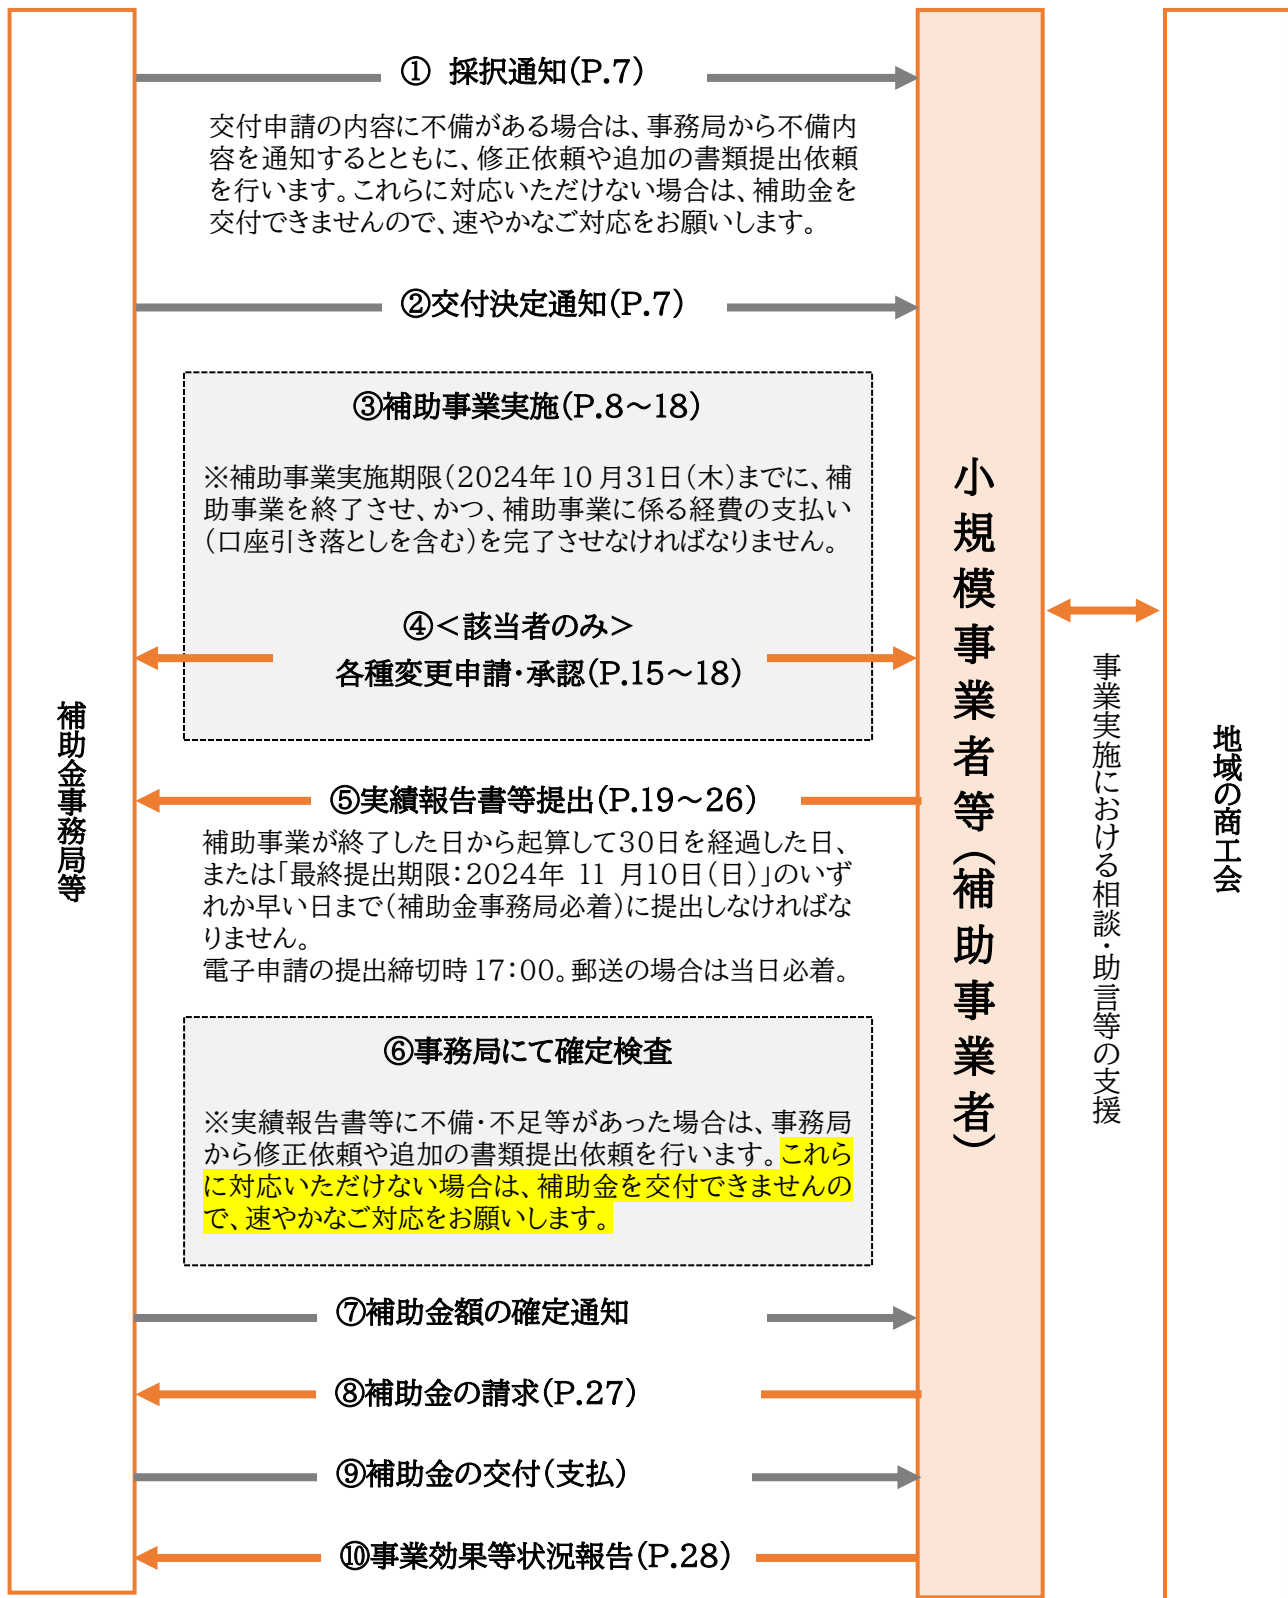 ① 採択通知(P.7)
交付申請の内容に不備がある場合は、事務局から不備内
容を通知するとともに、修正依頼や追加の書類提出依頼
を行います。これらに対応いただけない場合は、補助金を
交付できませんので、速やかなご対応をお願いします。
②交付決定通知(P.7)
③補助事業実施(P.8～18)
※補助事業実施期限(2024年10月31日(木)までに、補
助事業を終了させ、かつ、補助事業に係る経費の支払い
(口座引き落としを含む)を完了させなければなりません。
④＜該当者のみ＞
各種変更申請・承認(P.15～18)
⑤実績報告書等提出(P.19～26)
補助事業が終了した日から起算して30日を経過した日、
または「最終提出期限：2024年 11 月10日(日)」のいず
れか早い日まで(補助金事務局必着)に提出しなければな
りません。
電子申請の提出締切時17：00。郵送の場合は当日必着。
⑥事務局にて確定検査
※実績報告書等に不備・不足等があった場合は、事務局
から修正依頼や追加の書類提出依頼を行います。これら
に対応いただけない場合は、補助金を交付できませんの
で、速やかなご対応をお願いします。
⑦補助金額の確定通知
⑧補助金の請求(P.27)
⑨補助金の交付(支払)
⑩事業効果等状況報告(P.28)
補助金事務局等
小規模事業者等(補助事業者)
事業実施における相談・助言等の支援
地域の商工会